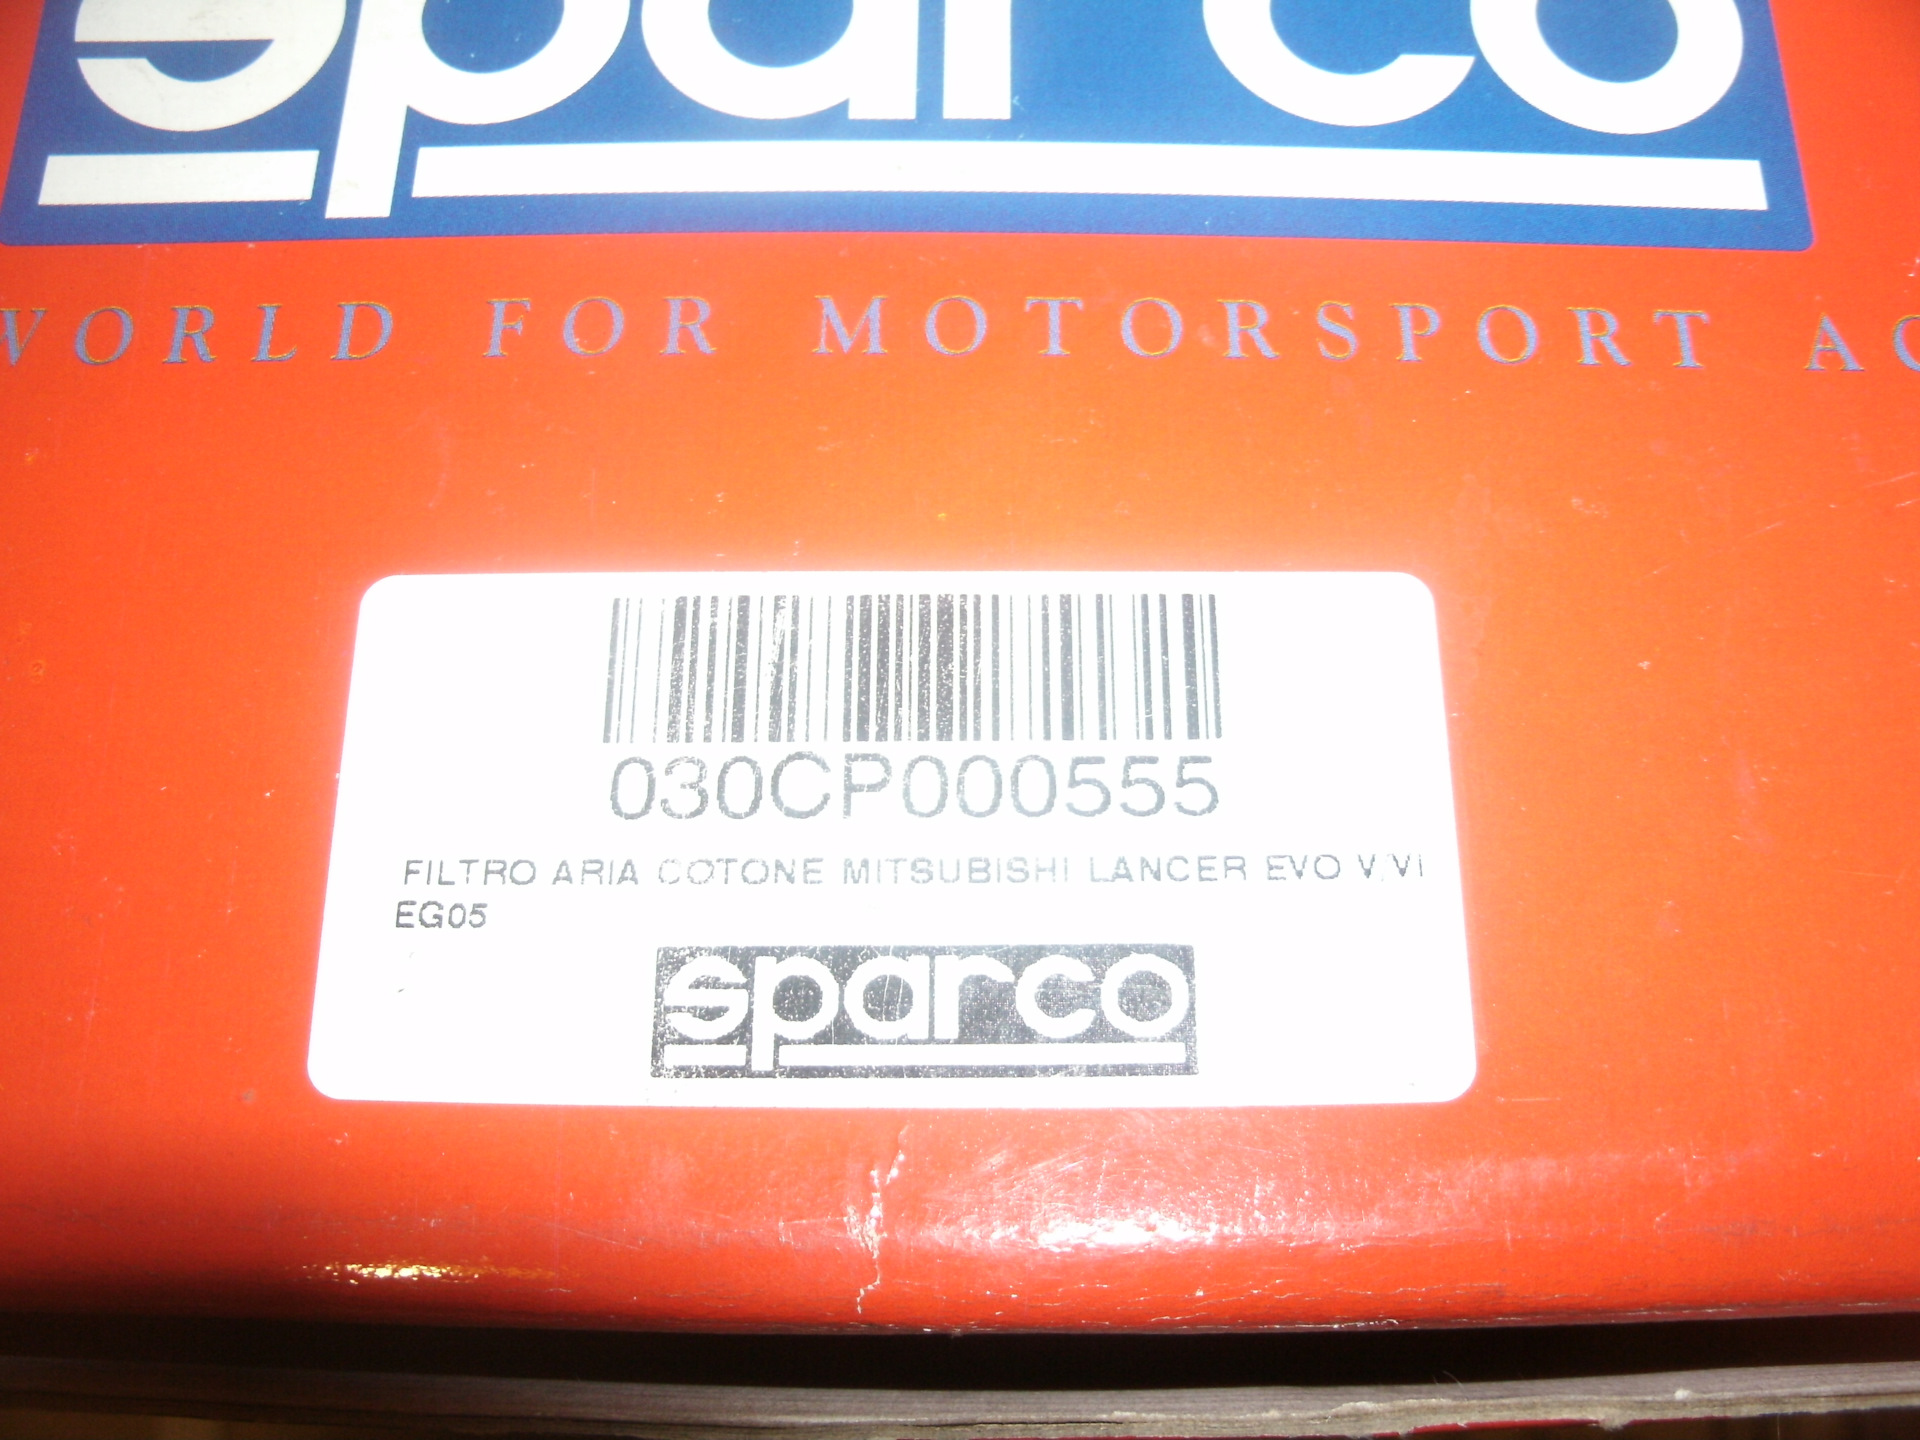 sparco
WORLD FOR MOTORSPORT
030CP000555
FILTRO ARIA COTONE MITSUBISHI LANCER EVO V/VI
EG05
sparco